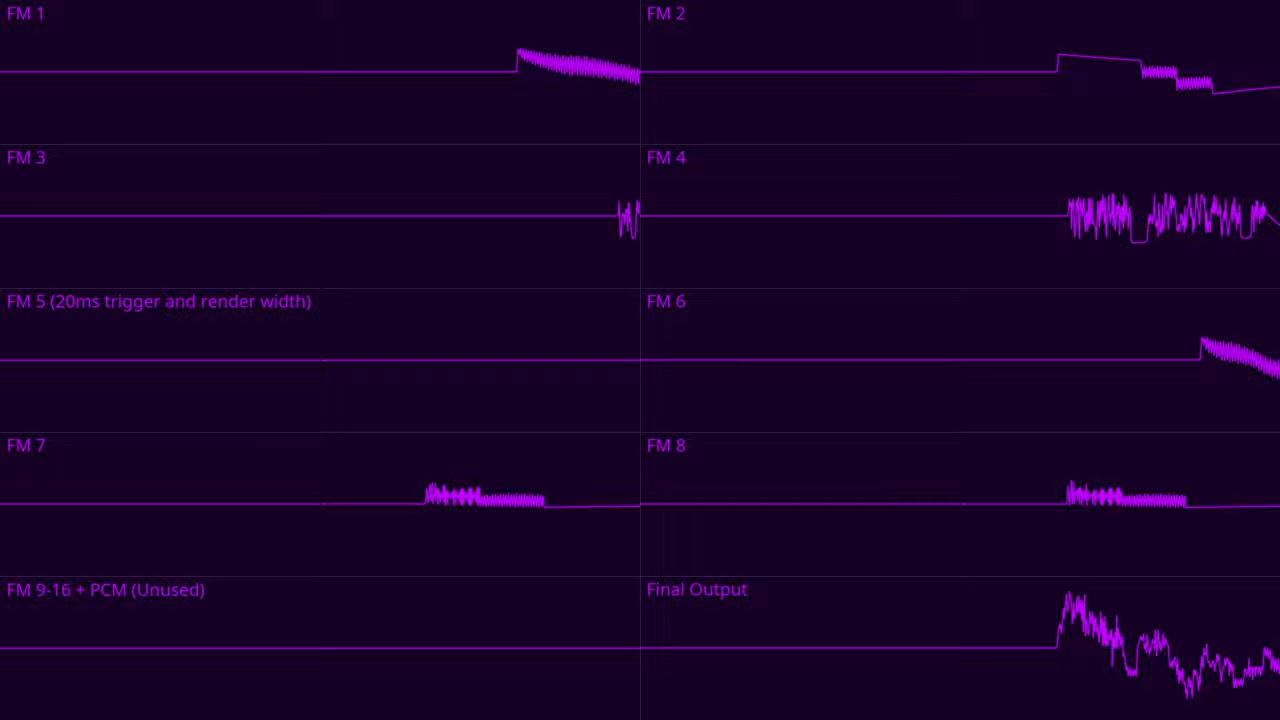 FM 1
FM 2
FM 3
FM 4
FM 5 (20ms trigger and render width)
FM 6
FM 7
FM 8
FM 9-16 + PCM (Unused)
Final Output